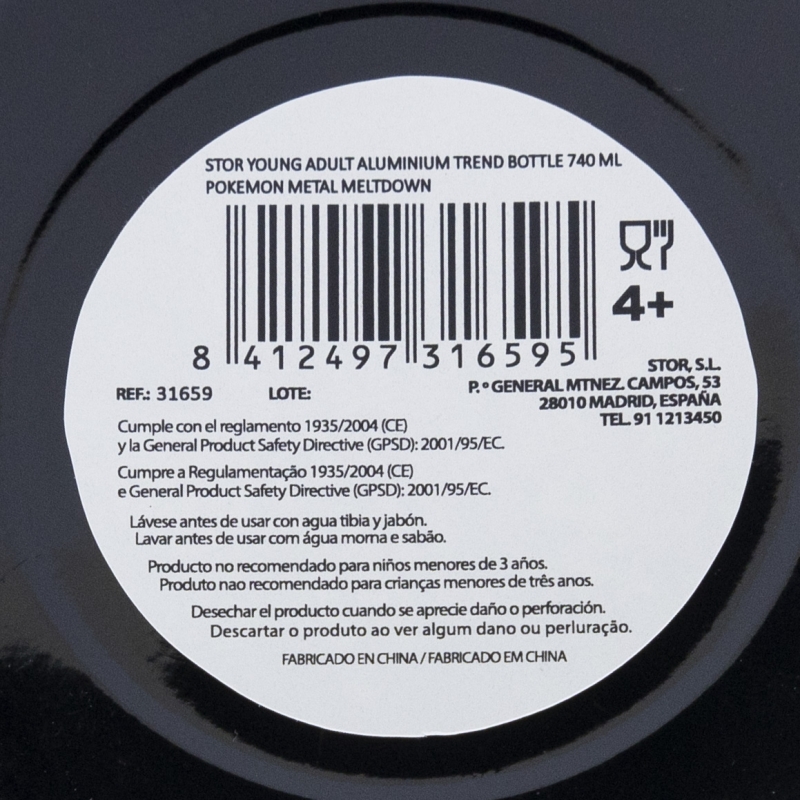 STOR YOUNG ADULT ALUMINIUM TREND BOTTLE 740 ML
POKEMON METAL MELTDOWN
4+
8 412497 316595
REF.: 31659 LOTE:
STOR, S.L.
P.º GENERAL MTNEZ. CAMPOS, 53
28010 MADRID, ESPAÑA
TEL. 91 1213450
Cumple con el reglamento 1935/2004 (CE)
y la General Product Safety Directive (GPSD): 2001/95/EC.
Cumpre a Regulamentação 1935/2004 (CE)
e General Product Safety Directive (GPSD): 2001/95/EC.
Lávese antes de usar con agua tibia y jabón.
Lavar antes de usar com água morna e sabão.
Producto no recomendado para niños menores de 3 años.
Produto nao recomendado para crianças menores de três anos.
Desechar el producto cuando se aprecie daño o perforación.
Descartar o produto ao ver algum dano ou perluração.
FABRICADO EN CHINA / FABRICADO EM CHINA